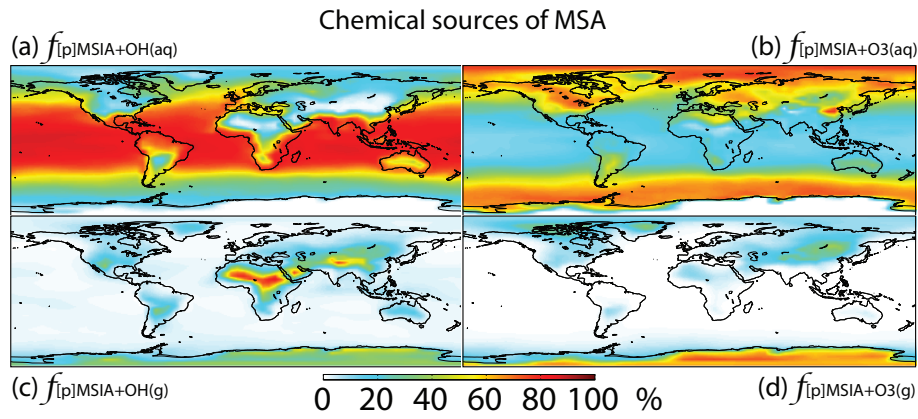 Chemical sources of MSA
(a) f[p]MSIA+OH(aq)
(b) f[p]MSIA+O3(aq)
(c) f[p]MSIA+OH(g)
0 20 40 60 80 100 %
(d) f[p]MSIA+O3(g)